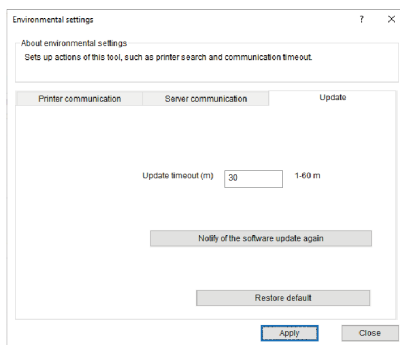 Environmental settings ? ×
About environmental settings
Sets up actions of this tool, such as printer search and communication timeout.
Printer communication Server communication Update
Update timeout (m) 30 1-60 m
Notify of the software update again
Restore default
Apply Close